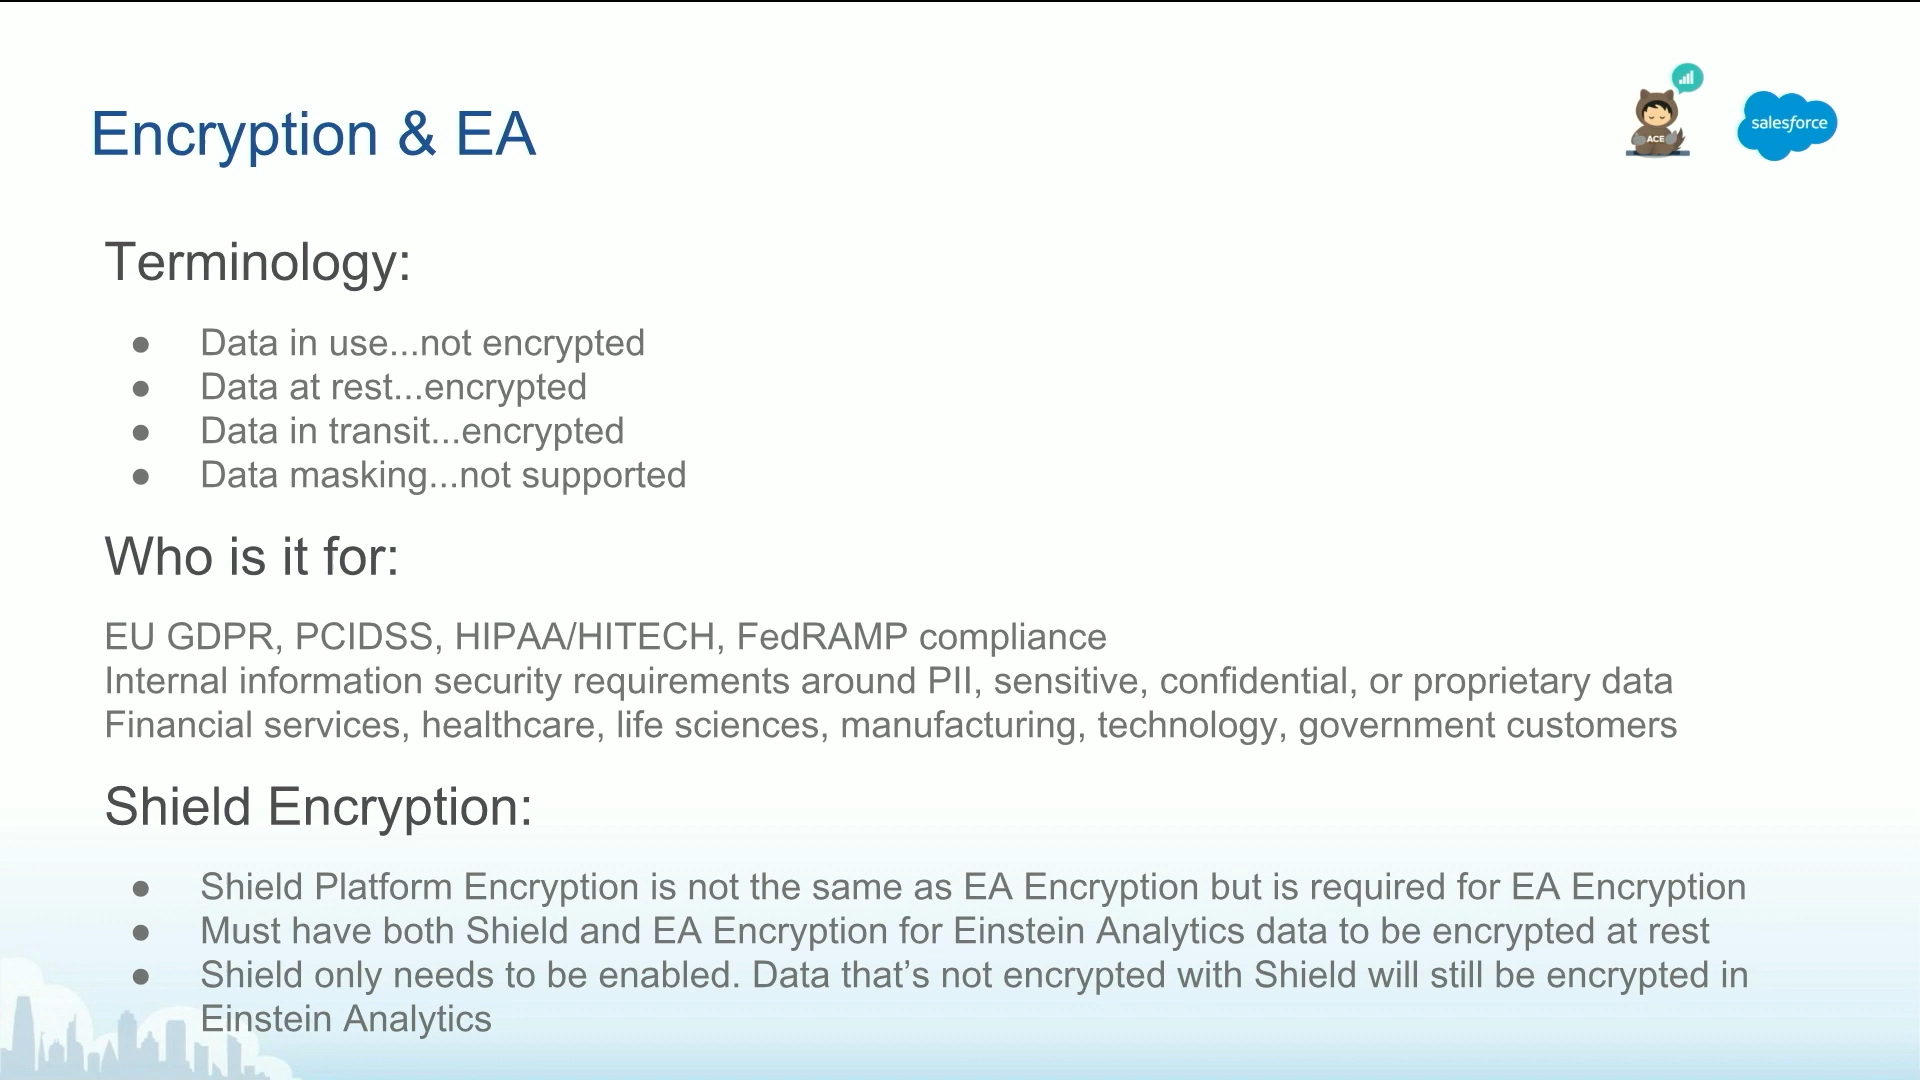 Encryption & EA
ACE
salesforce
Terminology:
● Data in use...not encrypted
● Data at rest...encrypted
● Data in transit...encrypted
● Data masking...not supported
Who is it for:
EU GDPR, PCIDSS, HIPAA/HITECH, FedRAMP compliance
Internal information security requirements around PII, sensitive, confidential, or proprietary data
Financial services, healthcare, life sciences, manufacturing, technology, government customers
Shield Encryption:
● Shield Platform Encryption is not the same as EA Encryption but is required for EA Encryption
● Must have both Shield and EA Encryption for Einstein Analytics data to be encrypted at rest
● Shield only needs to be enabled. Data that’s not encrypted with Shield will still be encrypted in
Einstein Analytics